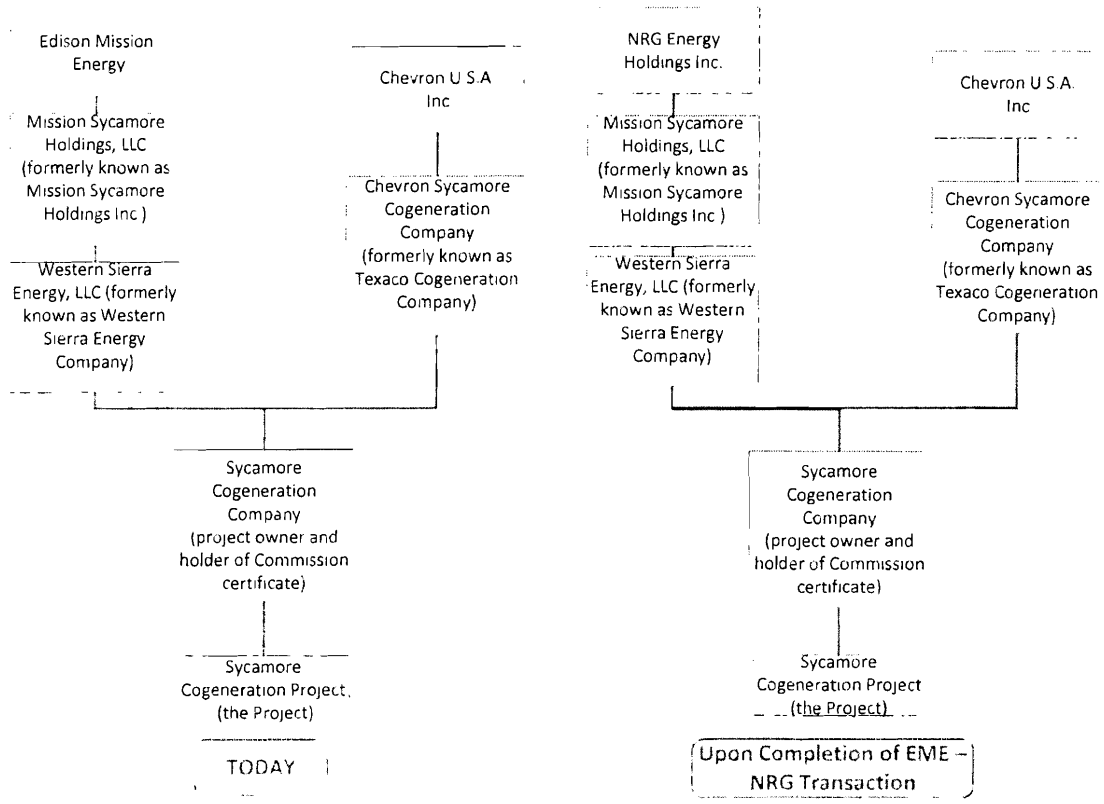 Edison Mission
Energy
Mission Sycamore
Holdings, LLC
(formerly known as
Mission Sycamore
Holdings Inc )
Western Sierra
Energy, LLC (formerly
known as Western
Sierra Energy
Company)
Chevron U S.A
Inc
Chevron Sycamore
Cogeneration
Company
(formerly known as
Texaco Cogeneration
Company)
Sycamore
Cogeneration
Company
(project owner and
holder of Commission
certificate)
Sycamore
Cogeneration Project,
(the Project)
TODAY
NRG Energy
Holdings Inc.
Mission Sycamore
Holdings, LLC
(formerly known as
Mission Sycamore
Holdings Inc )
Western Sierra
Energy, LLC (formerly
known as Western
Sierra Energy
Company)
Chevron U S.A.
Inc
Chevron Sycamore
Cogeneration
Company
(formerly known as
Texaco Cogeneration
Company)
Sycamore
Cogeneration
Company
(project owner and
holder of Commission
certificate)
Sycamore
Cogeneration Project
(the Project)
Upon Completion of EME –
NRG Transaction